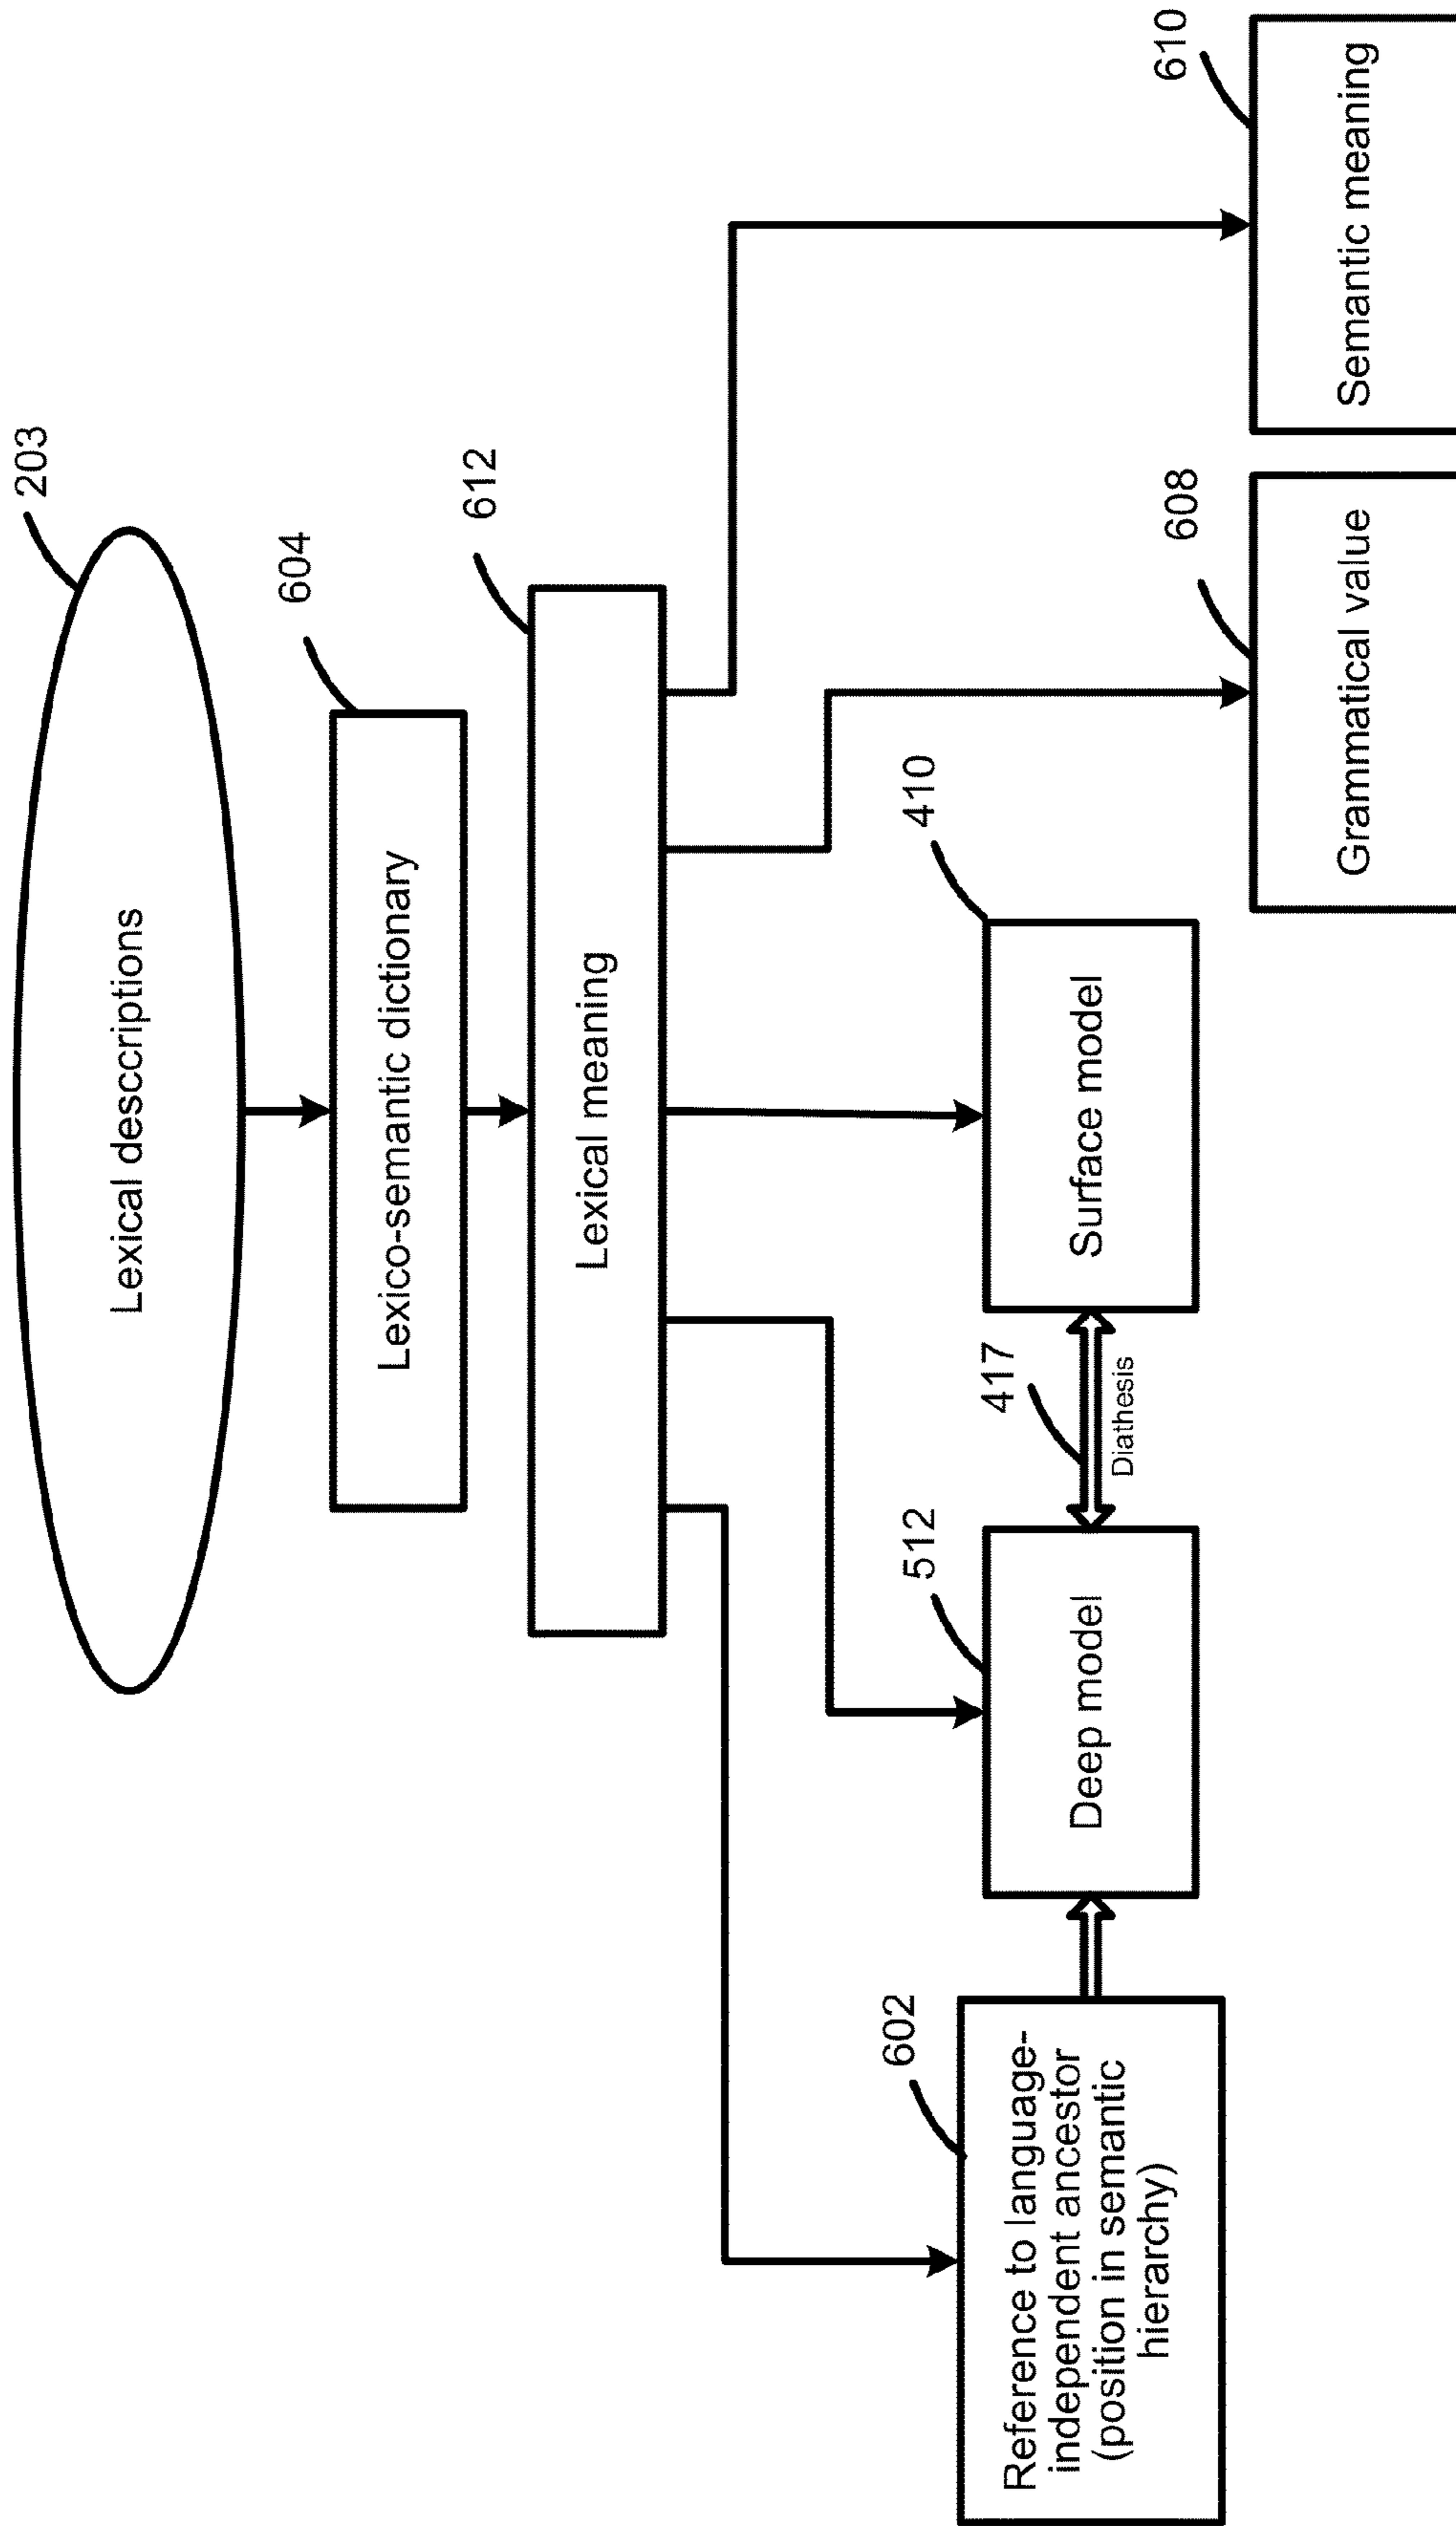 203
Lexical desccriptions
604
Lexico-semantic dictionary
612
Lexical meaning
602
Reference to language-
independent ancestor
(position in semantic
hierarchy)
512
Deep model
417
Diathesis
410
Surface model
608
Grammatical value
610
Semantic meaning